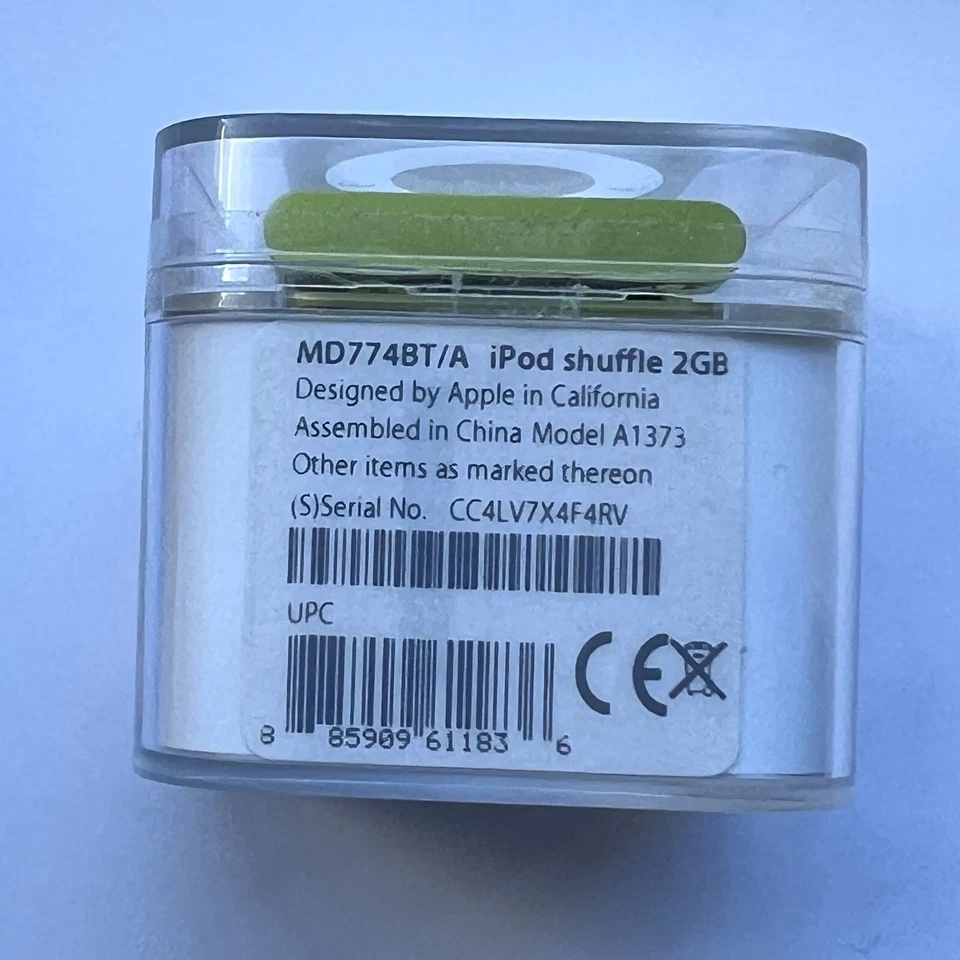 MD774BT/A iPod shuffle 2GB
Designed by Apple in California
Assembled in China Model A1373
Other items as marked thereon
(S)Serial No. CC4LV7X4F4RV
UPC
CE
8 85909 61183 6